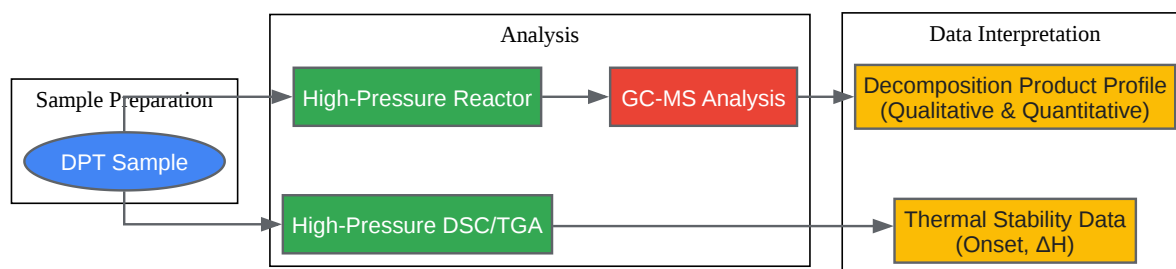 Sample Preparation
DPT Sample
Analysis
High-Pressure Reactor
GC-MS Analysis
High-Pressure DSC/TGA
Data Interpretation
Decomposition Product Profile
(Qualitative & Quantitative)
Thermal Stability Data
(Onset, ΔH)